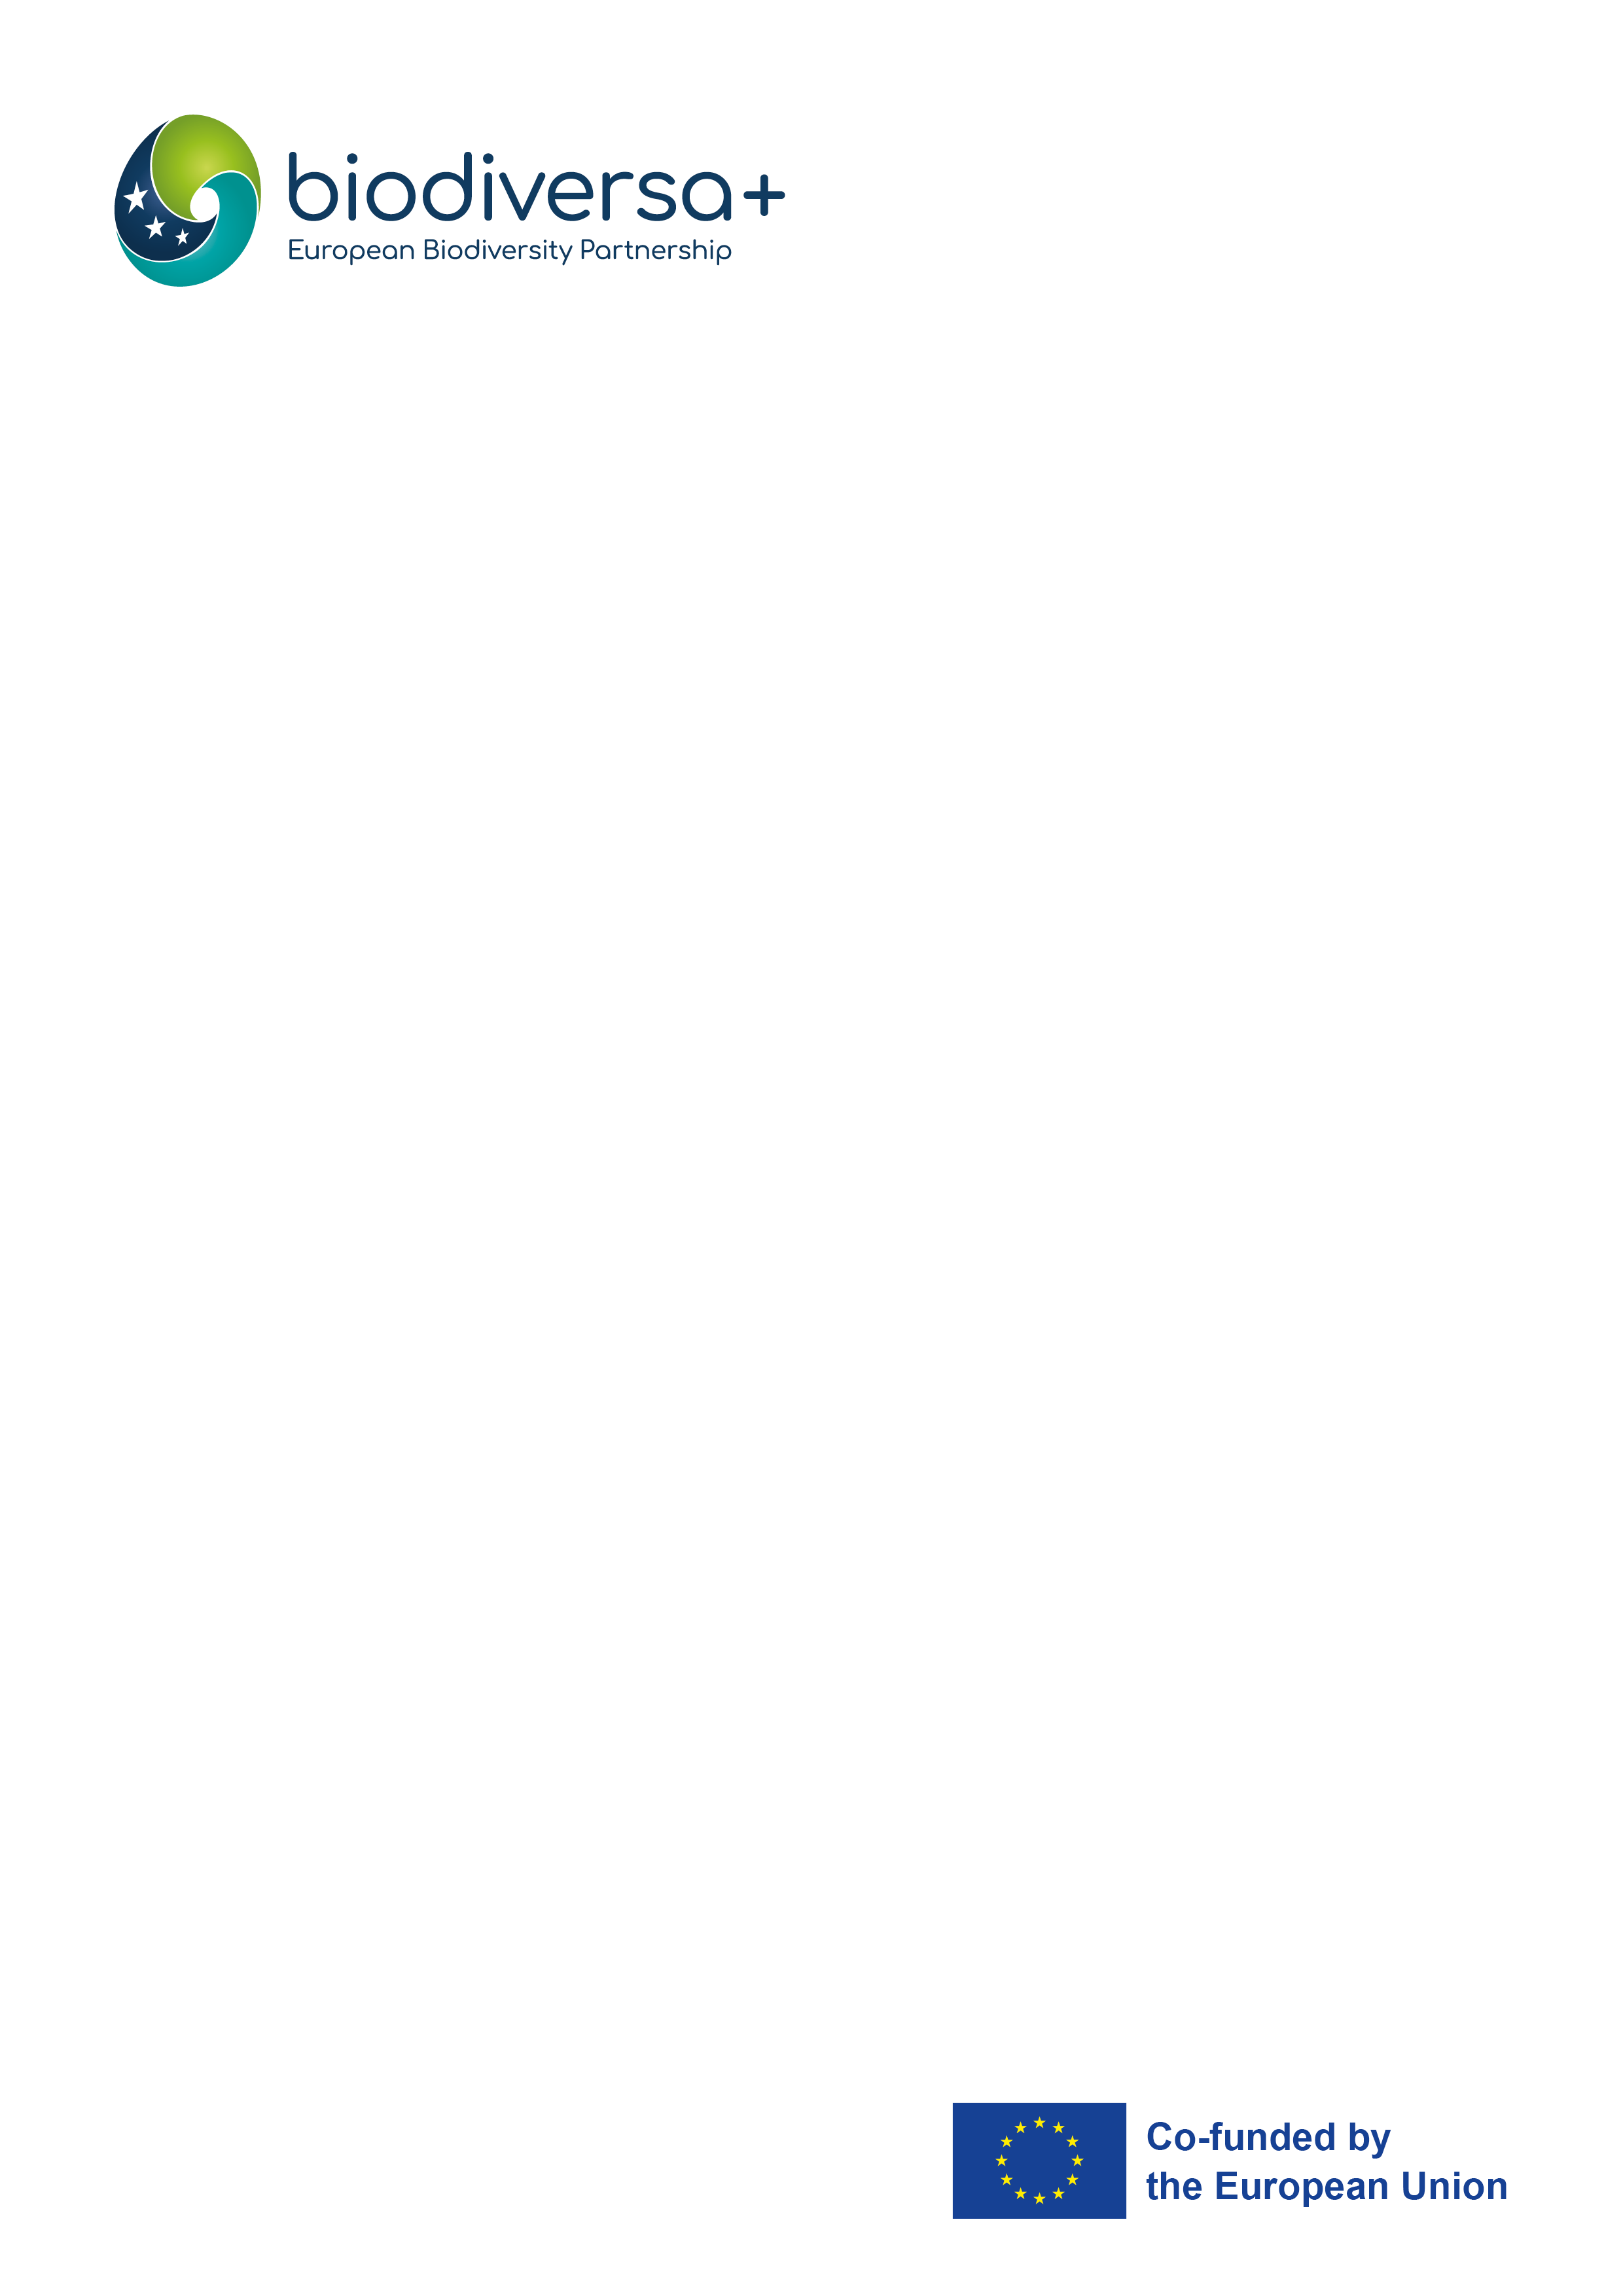 biodiversa+
European Biodiversity Partnership
Co-funded by
the European Union